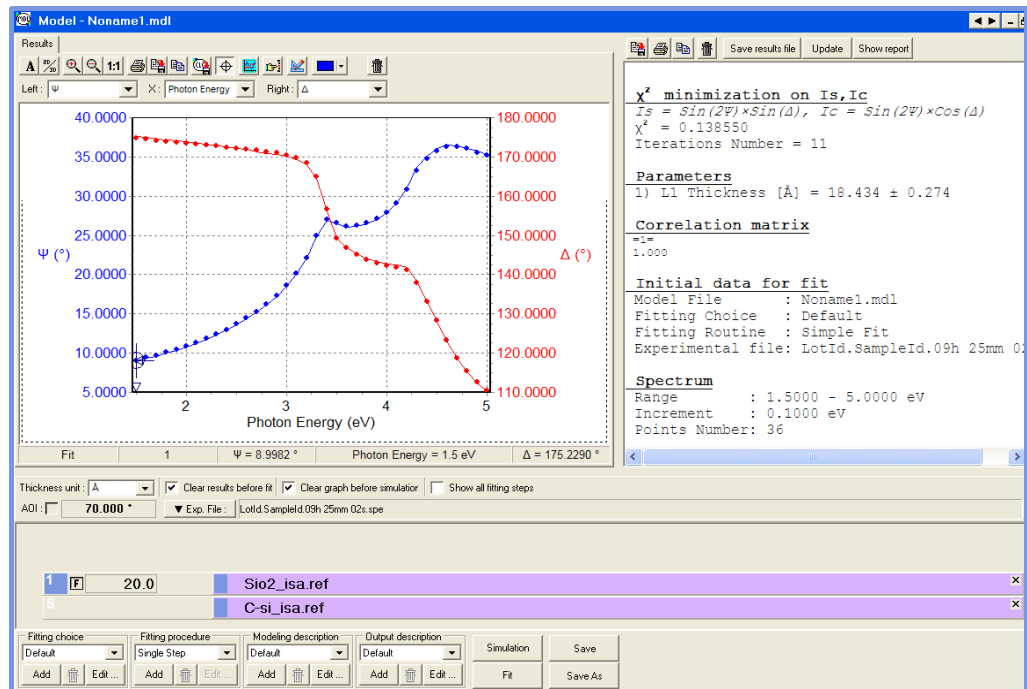 Model - Noname1.mdl
Results
A 2D/3D 1:1
Left : Ψ X : Photon Energy Right : Δ
40.0000 180.0000
35.0000 170.0000
30.0000 160.0000
25.0000 150.0000
Ψ (°) Δ (°)
20.0000 140.0000
15.0000 130.0000
10.0000 120.0000
5.0000 110.0000
2 3 4 5
Photon Energy (eV)
Fit 1 Ψ = 8.9982 ° Photon Energy = 1.5 eV Δ = 175.2290 °
Save results file Update Show report
χ² minimization on Is,Ic
Is = Sin(2Ψ)×Sin(Δ), Ic = Sin(2Ψ)×Cos(Δ)
χ² = 0.138550
Iterations Number = 11
Parameters
1) L1 Thickness [Å] = 18.434 ± 0.274
Correlation matrix
=1=
1.000
Initial data for fit
Model File : Noname1.mdl
Fitting Choice : Default
Fitting Routine : Simple Fit
Experimental file: LotId.SampleId.09h 25mm 02
Spectrum
Range : 1.5000 - 5.0000 eV
Increment : 0.1000 eV
Points Number: 36
Thickness unit : Å Clear results before fit Clear graph before simulation Show all fitting steps
AOI : 70.000 ° ▼ Exp. File : LotId.SampleId.09h 25mm 02s.spe
1 F 20.0 Sio2_isa.ref ×
S C-si_isa.ref ×
Fitting choice Fitting procedure Modeling description Output description
Default Single Step Default Default Simulation Save
Add Edit ... Add Edit ... Add Edit ... Add Edit ... Fit Save As